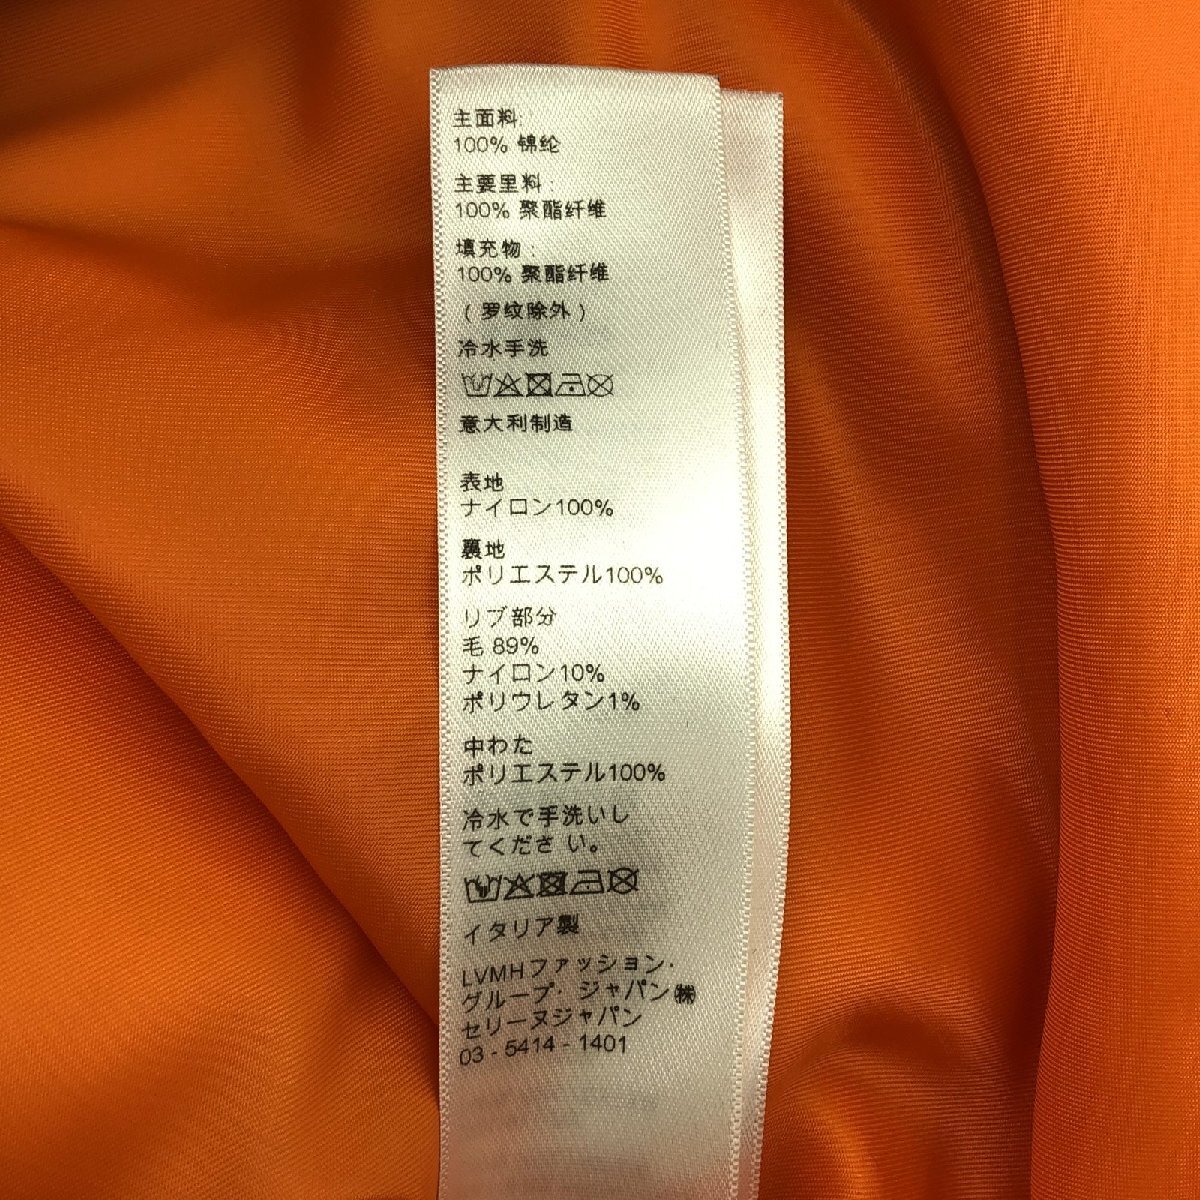 主面料:
100% 锦纶
主要里料:
100% 聚酯纤维
填充物:
100% 聚酯纤维
(罗纹除外)
冷水手洗
意大利制造
表地
ナイロン100%
裏地
ポリエステル100%
リブ部分
毛 89%
ナイロン10%
ポリウレタン1%
中わた
ポリエステル100%
冷水で手洗いし
てくださ い。
イタリア製
LVMHファッション・
グループ・ジャパン㈱
セリーヌジャパン
03 - 5414 - 1401